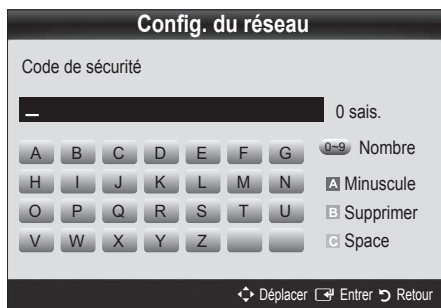 Config. du réseau
Code de sécurité
_ 0 sais.
A B C D E F G 0~9 Nombre
H I J K L M N A Minuscule
O P Q R S T U B Supprimer
V W X Y Z C Space
Déplacer Entrer Retour